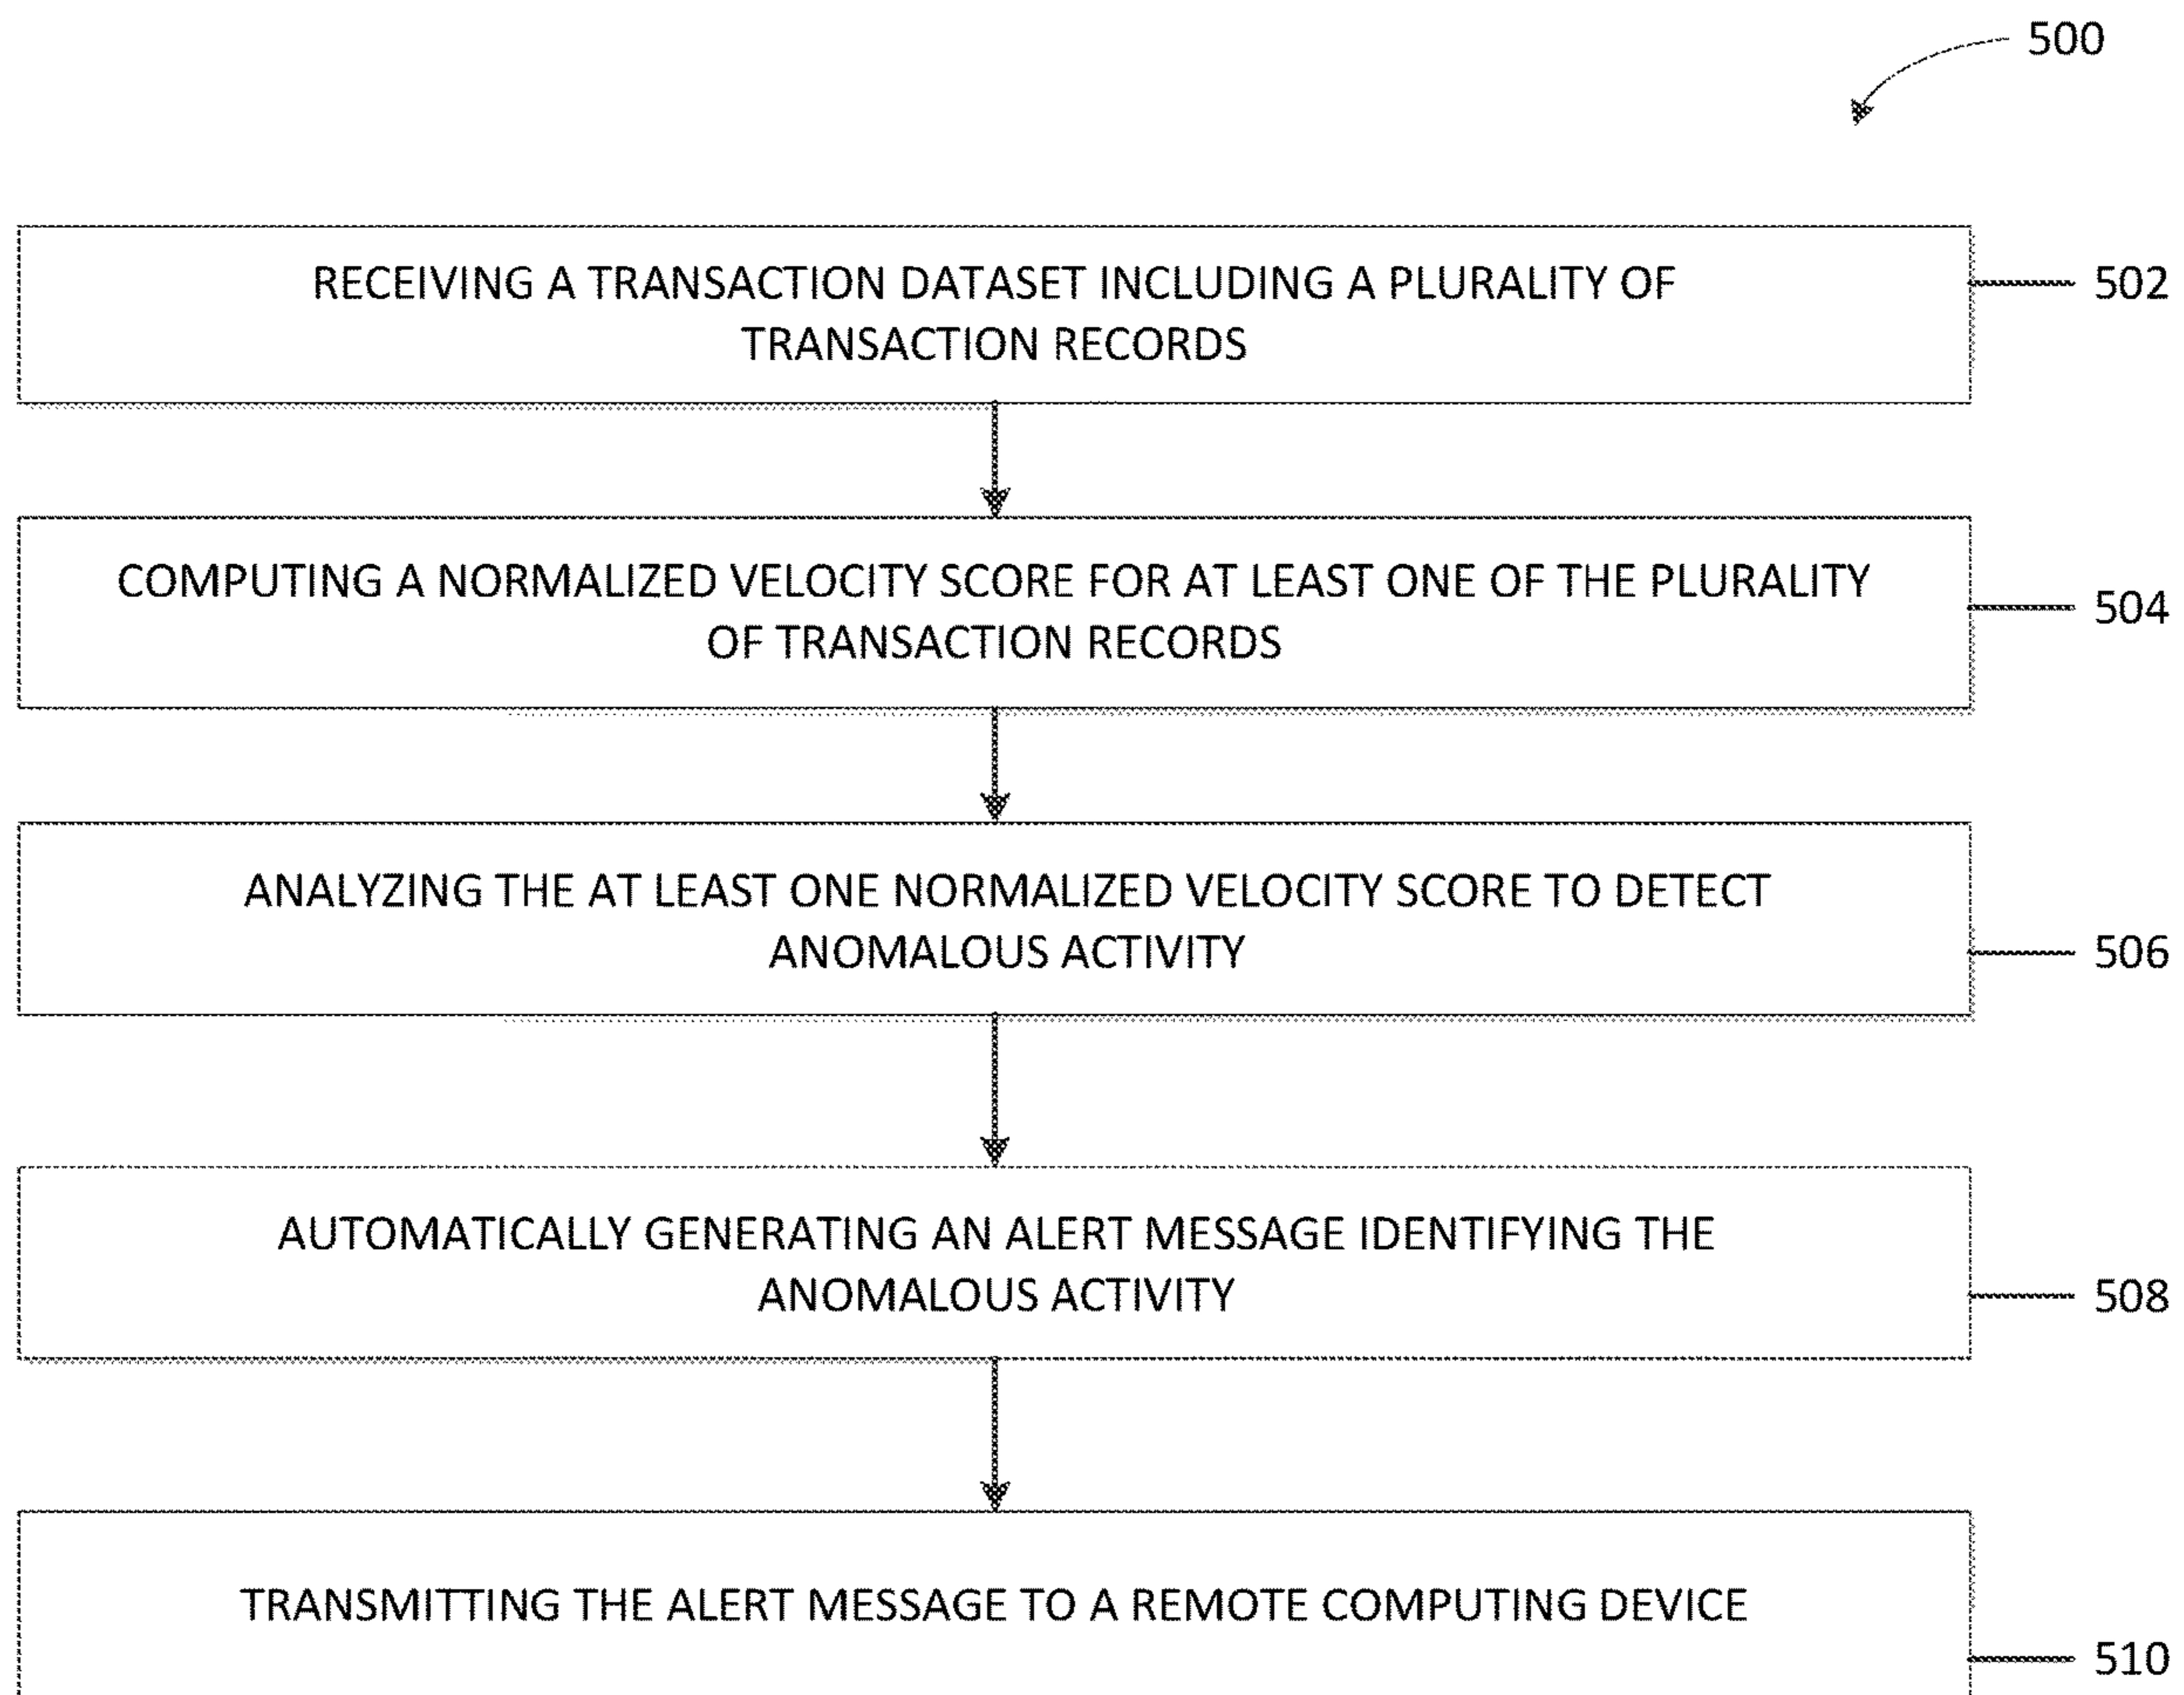 500
RECEIVING A TRANSACTION DATASET INCLUDING A PLURALITY OF
TRANSACTION RECORDS
502
COMPUTING A NORMALIZED VELOCITY SCORE FOR AT LEAST ONE OF THE PLURALITY
OF TRANSACTION RECORDS
504
ANALYZING THE AT LEAST ONE NORMALIZED VELOCITY SCORE TO DETECT
ANOMALOUS ACTIVITY
506
AUTOMATICALLY GENERATING AN ALERT MESSAGE IDENTIFYING THE
ANOMALOUS ACTIVITY
508
TRANSMITTING THE ALERT MESSAGE TO A REMOTE COMPUTING DEVICE
510